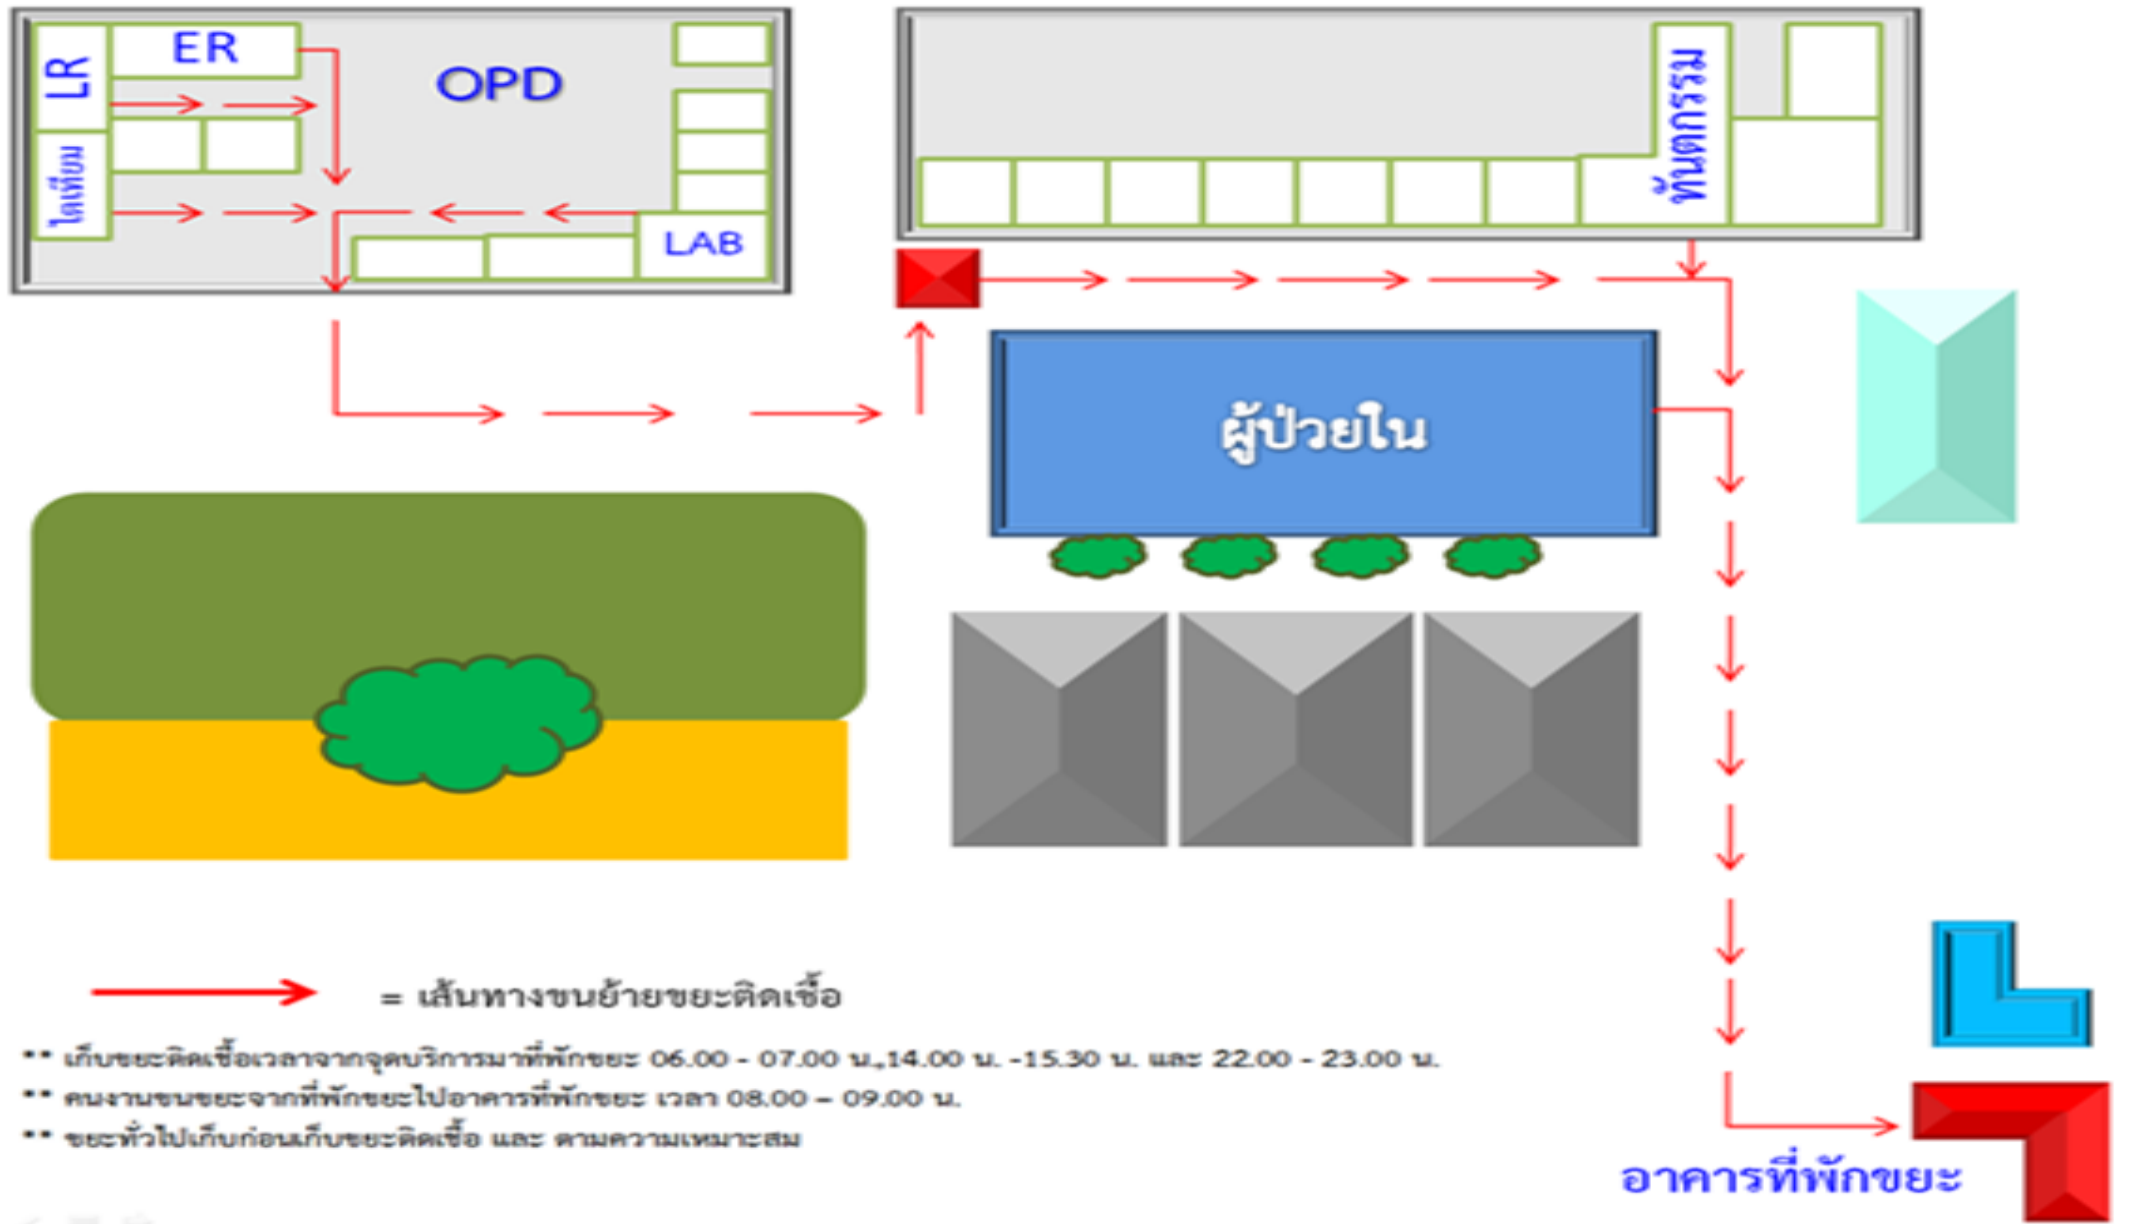 ER
LR
OPD
ไตเทียม
LAB
ทันตกรรม
ผู้ป่วยใน
= เส้นทางขนย้ายขยะติดเชื้อ
** เก็บขยะติดเชื้อเวลาจากจุดบริการมาที่พักขยะ 06.00 - 07.00 น.,14.00 น. -15.30 น. และ 22.00 - 23.00 น.
** คนงานขนขยะจากที่พักขยะไปอาคารที่พักขยะ เวลา 08.00 – 09.00 น.
** ขยะทั่วไปเก็บก่อนเก็บขยะติดเชื้อ และ ตามความเหมาะสม
อาคารที่พักขยะ